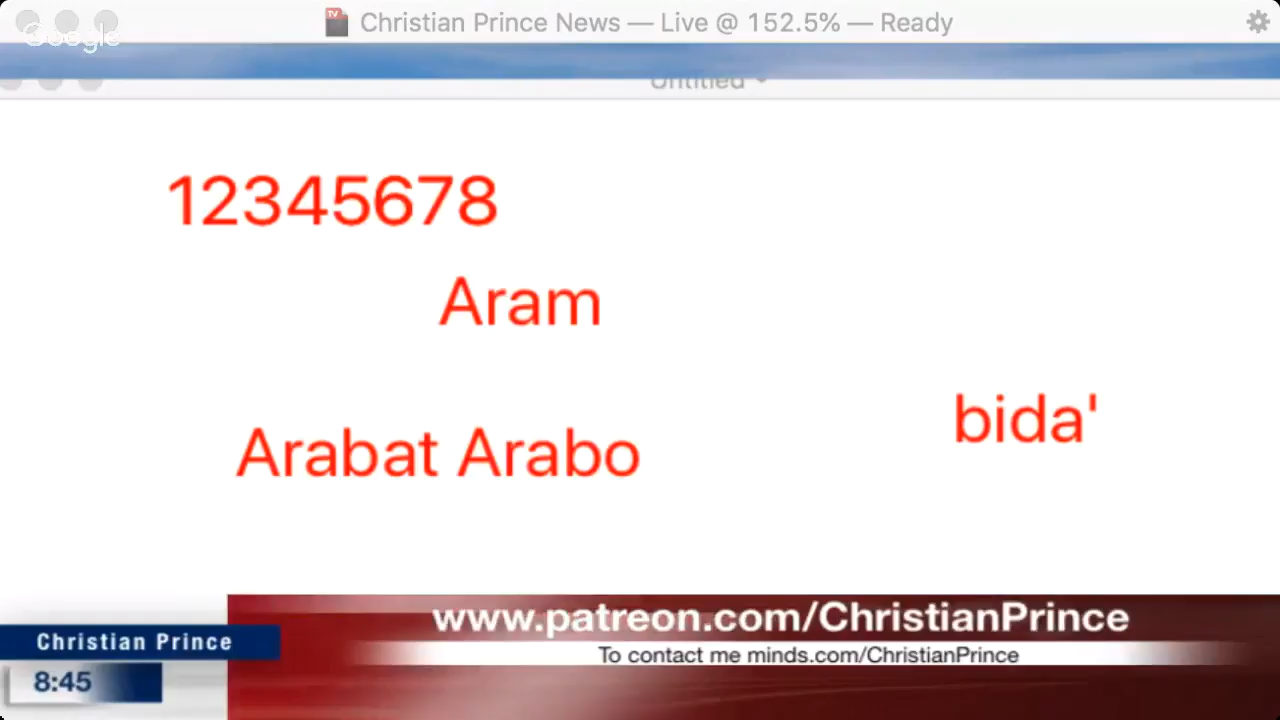 Christian Prince News — Live @ 152.5% — Ready
Google
Untitled
12345678
Aram
bida'
Arabat Arabo
www.patreon.com/ChristianPrince
To contact me minds.com/ChristianPrince
Christian Prince
8:45